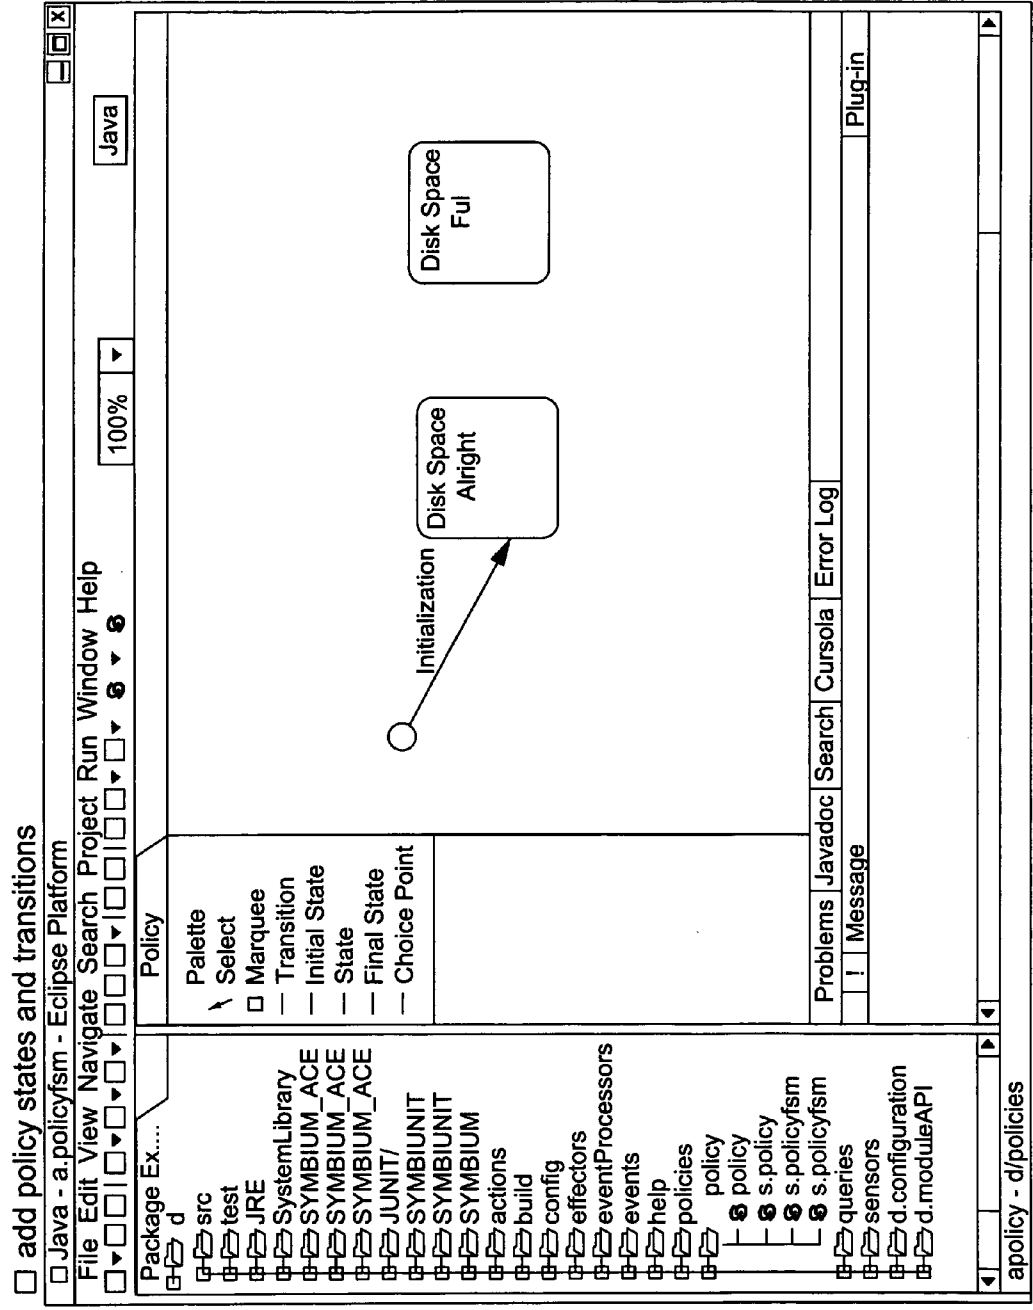 add policy states and transitions
Java - a.policyfsm - Eclipse Platform
File Edit View Navigate Search Project Run Window Help
100%
Java
Package Ex....
d
src
test
JRE
SystemLibrary
SYMBIUM_ACE
SYMBIUM_ACE
SYMBIUM_ACE
JUNIT/
SYMBIUNIT
SYMBIUNIT
SYMBIUM
actions
build
config
effectors
eventProcessors
events
help
policies
policy
policy
s.policy
s.policyfsm
s.policyfsm
queries
sensors
d.configuration
d.moduleAPI
Policy
Palette
Select
Marquee
Transition
Initial State
State
Final State
Choice Point
Initialization
Disk Space
Alright
Disk Space
Ful
Problems Javadoc Search Cursola Error Log
! Message Plug-in
apolicy - d/policies